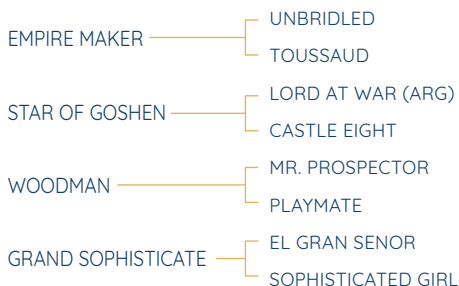 UNBRIDLED
EMPIRE MAKER
TOUSSAUD
LORD AT WAR (ARG)
STAR OF GOSHEN
CASTLE EIGHT
MR. PROSPECTOR
WOODMAN
PLAYMATE
EL GRAN SENOR
GRAND SOPHISTICATE
SOPHISTICATED GIRL